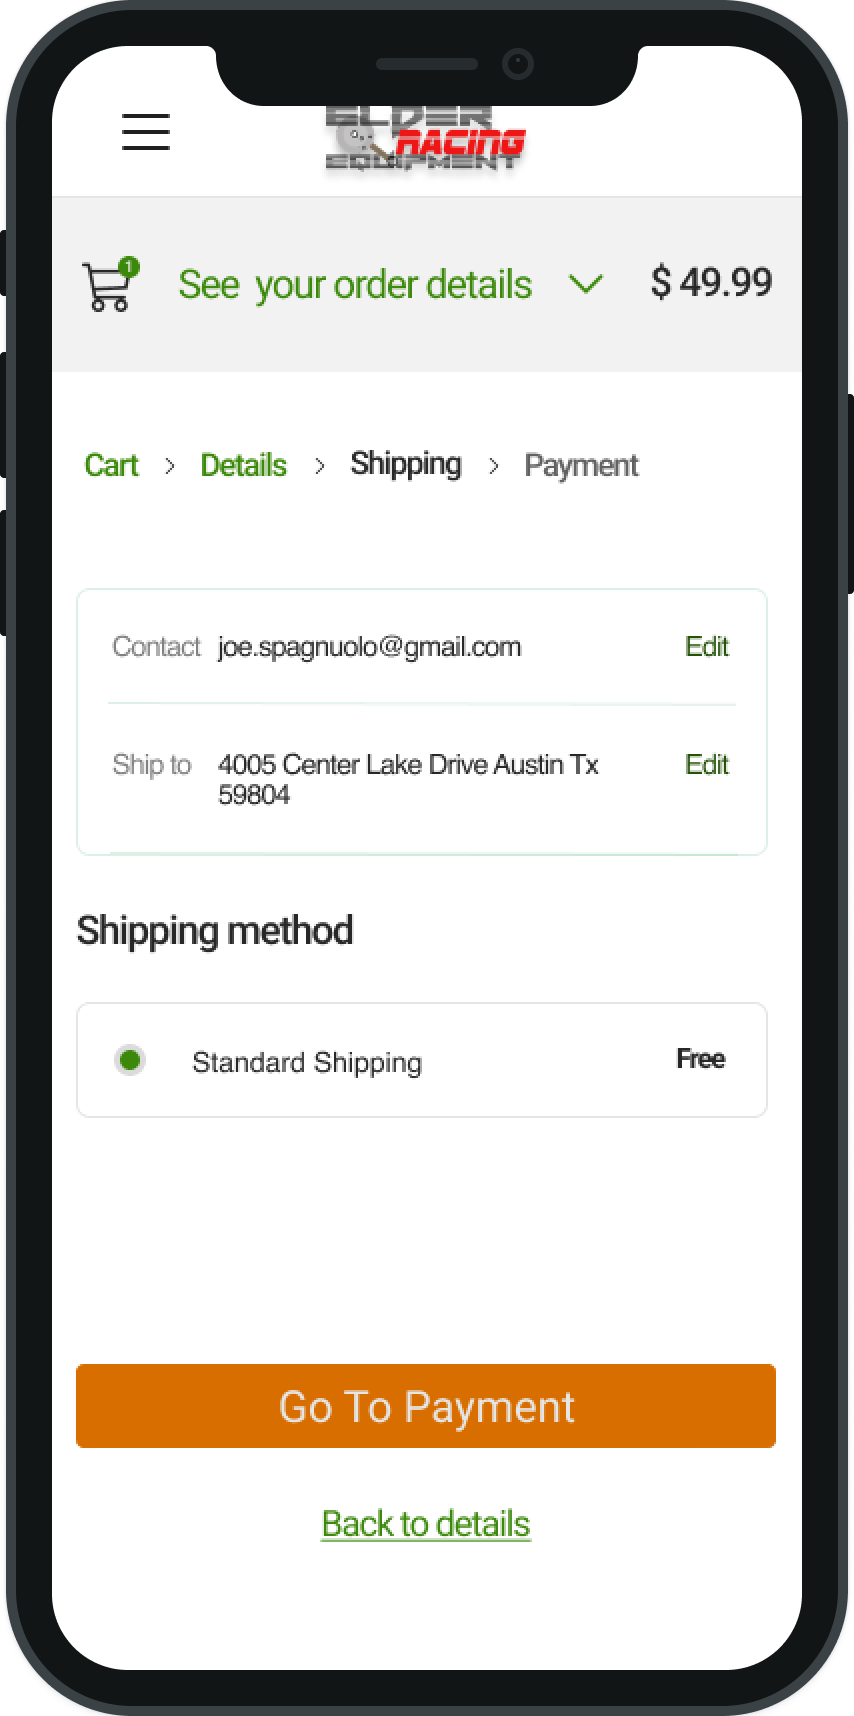 ELDER
RACING
EQUIPMENT
1
See your order details $ 49.99
Cart > Details > Shipping > Payment
Contact joe.spagnuolo@gmail.com Edit
Ship to 4005 Center Lake Drive Austin Tx Edit
59804
Shipping method
Standard Shipping Free
Go To Payment
Back to details